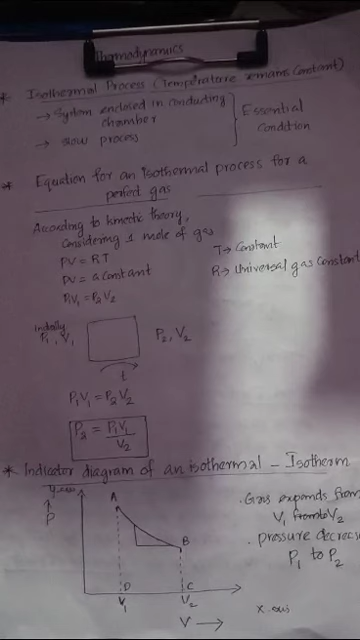 Thermodynamics
* Isothermal Process (Temperature remains Constant)
→ System enclosed in conducting chamber
→ slow process
Essential Condition
* Equation for an isothermal process for a perfect gas
According to kinetic theory,
Considering 1 mole of gas
PV = RT
PV = a constant
P₁V₁ = P₂V₂
T → Constant
R → Universal gas Constant
Initially
P₁, V₁
P₂, V₂
t
P₁V₁ = P₂V₂
P₂ = P₁V₁ / V₂
* Indicator diagram of an isothermal - Isotherm
↑ P
A
B
D
C
V₁
V₂
V →
x-axis
. Gas expands from
V₁ to V₂
. pressure decrease
P₁ to P₂